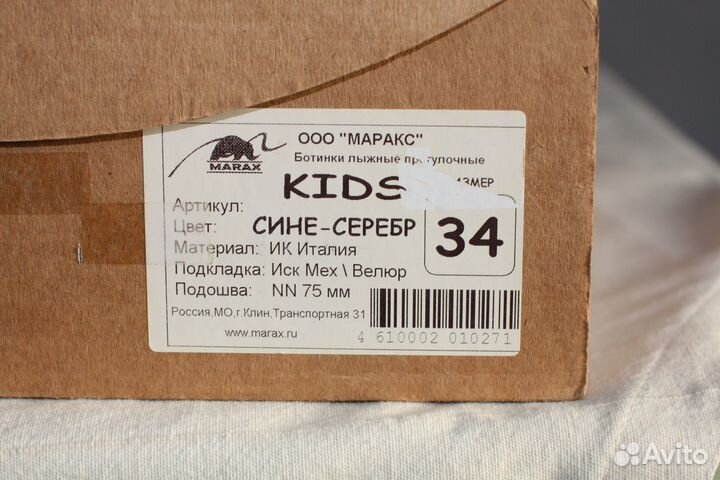 ООО "МАРАКС"
Ботинки лыжные прогулочные
MARAX
KIDS
Артикул:
Цвет: СИНЕ-СЕРЕБР
34
Материал: ИК Италия
Подкладка: Иск Мех \ Велюр
Подошва: NN 75 мм
Россия,МО,г.Клин,Транспортная 31
www.marax.ru
4 610002 010271
Avito